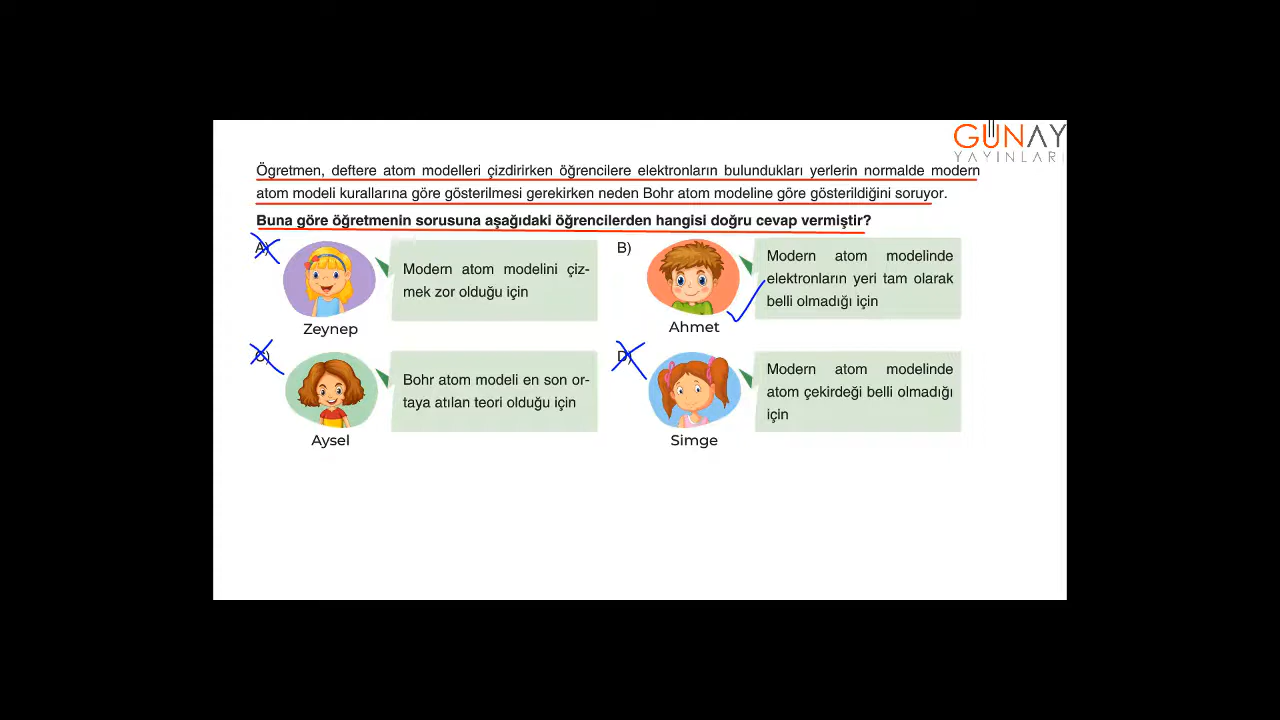 GÜNAY
YAYINLARI
Ögretmen, deftere atom modelleri çizdirirken öğrencilere elektronların bulundukları yerlerin normalde modern
atom modeli kurallarına göre gösterilmesi gerekirken neden Bohr atom modeline göre gösterildiğini soruyor.
Buna göre öğretmenin sorusuna aşağıdaki öğrencilerden hangisi doğru cevap vermiştir?
A)
Modern atom modelini çiz-
mek zor olduğu için
Zeynep
B)
Modern atom modelinde
elektronların yeri tam olarak
belli olmadığı için
Ahmet
C)
Bohr atom modeli en son or-
taya atılan teori olduğu için
Aysel
D)
Modern atom modelinde
atom çekirdeği belli olmadığı
için
Simge